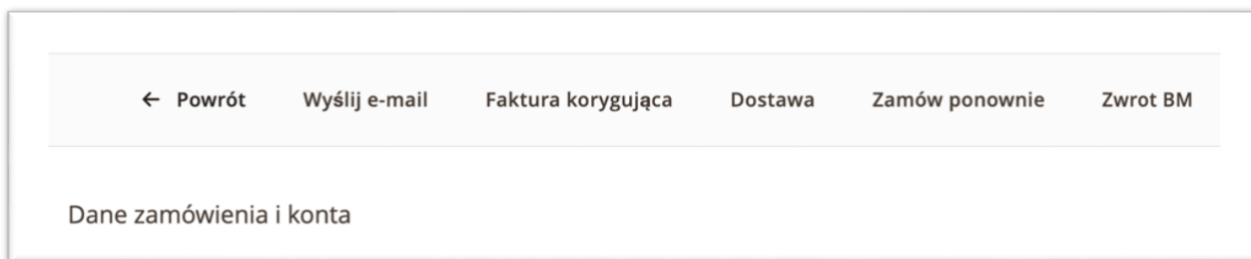 ← Powrót Wyślij e-mail Faktura korygująca Dostawa Zamów ponownie Zwrot BM
Dane zamówienia i konta